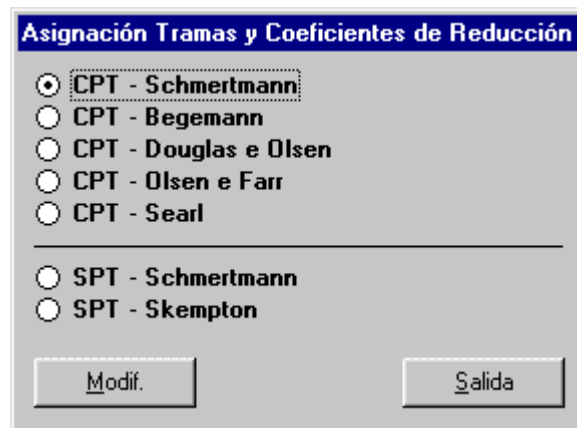 Asignación Tramas y Coeficientes de Reducción
CPT - Schmertmann
CPT - Begemann
CPT - Douglas e Olsen
CPT - Olsen e Farr
CPT - Searl
SPT - Schmertmann
SPT - Skempton
Modif.
Salida